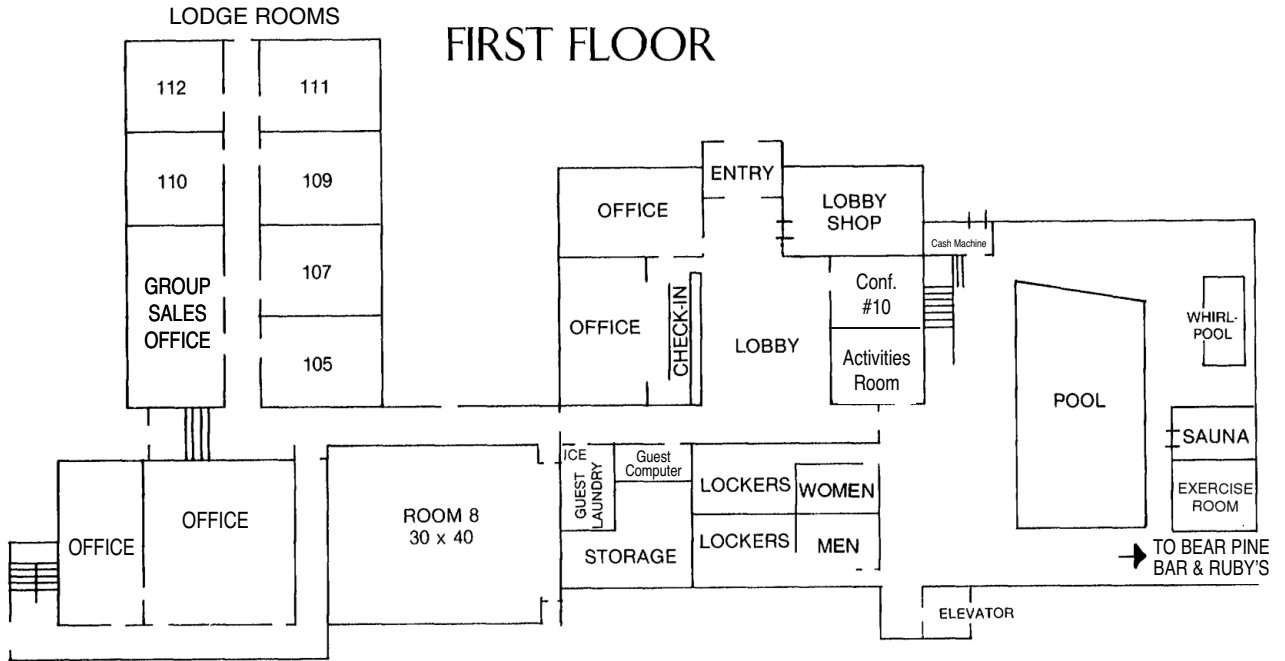 LODGE ROOMS
FIRST FLOOR
112
111
110
109
107
105
GROUP
SALES
OFFICE
ENTRY
OFFICE
LOBBY
SHOP
Cash Machine
OFFICE
CHECK-IN
LOBBY
Conf.
#10
Activities
Room
WHIRL-
POOL
POOL
SAUNA
EXERCISE
ROOM
OFFICE
OFFICE
ROOM 8
30 x 40
ICE
GUEST
LAUNDRY
Guest
Computer
STORAGE
LOCKERS
WOMEN
LOCKERS
MEN
TO BEAR PINE
BAR & RUBY'S
ELEVATOR